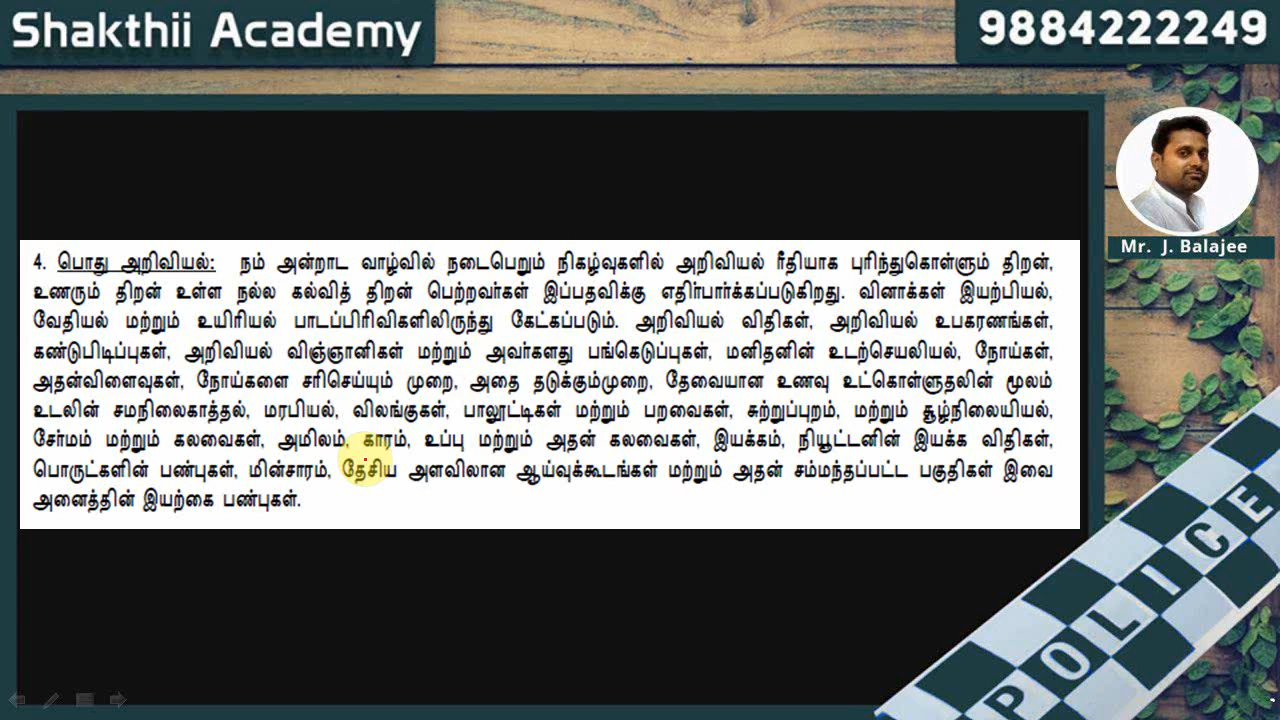 Shakthii Academy
9884222249
Mr. J. Balajee
4. பொது அறிவியல்: நம் அன்றாட வாழ்வில் நடைபெறும் நிகழ்வுகளில் அறிவியல் ரீதியாக புரிந்துகொள்ளும் திறன்,
உணரும் திறன் உள்ள நல்ல கல்வித் திறன் பெற்றவர்கள் இப்பதவிக்கு எதிர்பார்க்கப்படுகிறது. வினாக்கள் இயற்பியல்,
வேதியல் மற்றும் உயிரியல் பாடப்பிரிவிகளிலிருந்து கேட்கப்படும். அறிவியல் விதிகள், அறிவியல் உபகரணங்கள்,
கண்டுபிடிப்புகள், அறிவியல் விஞ்ஞானிகள் மற்றும் அவர்களது பங்கெடுப்புகள், மனிதனின் உடற்செயலியல், நோய்கள்,
அதன்விளைவுகள், நோய்களை சரிசெய்யும் முறை, அதை தடுக்கும்முறை, தேவையான உணவு உட்கொள்ளுதலின் மூலம்
உடலின் சமநிலைகாத்தல், மரபியல், விலங்குகள், பாலூட்டிகள் மற்றும் பறவைகள், சுற்றுப்புறம், மற்றும் சூழ்நிலையியல்,
சேர்மம் மற்றும் கலவைகள், அமிலம், காரம், உப்பு மற்றும் அதன் கலவைகள், இயக்கம், நியூட்டனின் இயக்க விதிகள்,
பொருட்களின் பண்புகள், மின்சாரம், தேசிய அளவிலான ஆய்வுக்கூடங்கள் மற்றும் அதன் சம்மந்தப்பட்ட பகுதிகள் இவை
அனைத்தின் இயற்கை பண்புகள்.
POLICE